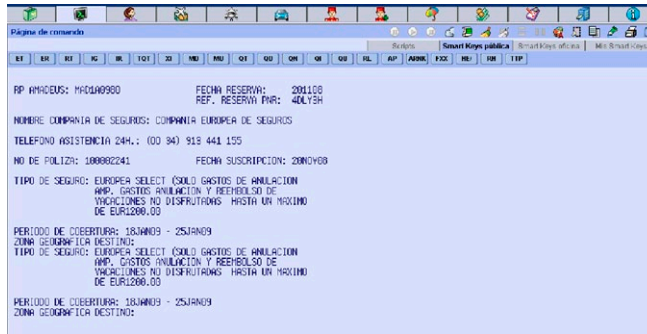 Página de comando
Scripts Smart Keys pública Smart Keys oficina Mis Smart Keys
ET ER RT IG IR TQT XI MD MU QT QD QH QI QU RL AP ARNK FXX HE/ RH TTP
RP AMADEUS: MAD1A0980 FECHA RESERVA: 201108
REF. RESERVA PNR: 4DLY3H
NOMBRE COMPANIA DE SEGUROS: COMPANIA EUROPEA DE SEGUROS
TELEFONO ASISTENCIA 24H.: (00 34) 913 441 155
NO DE POLIZA: 100002241 FECHA SUSCRIPCION: 20NOV08
TIPO DE SEGURO: EUROPEA SELECT (SOLO GASTOS DE ANULACION
AMP. GASTOS ANULACION Y REEMBOLSO DE
VACACIONES NO DISFRUTADAS HASTA UN MAXIMO
DE EUR1200.00
PERIODO DE COBERTURA: 18JAN09 - 25JAN09
ZONA GEOGRAFICA DESTINO:
TIPO DE SEGURO: EUROPEA SELECT (SOLO GASTOS DE ANULACION
AMP. GASTOS ANULACION Y REEMBOLSO DE
VACACIONES NO DISFRUTADAS HASTA UN MAXIMO
DE EUR1200.00
PERIODO DE COBERTURA: 18JAN09 - 25JAN09
ZONA GEOGRAFICA DESTINO: